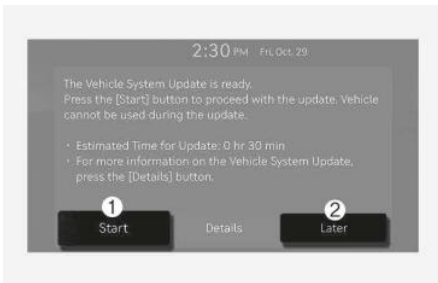 2:30 PM Fri, Oct. 29
The Vehicle System Update is ready.
Press the [Start] button to proceed with the update. Vehicle
cannot be used during the update.
· Estimated Time for Update: 0 hr 30 min
· For more information on the Vehicle System Update,
press the [Details] button.
1 2
Start Details Later